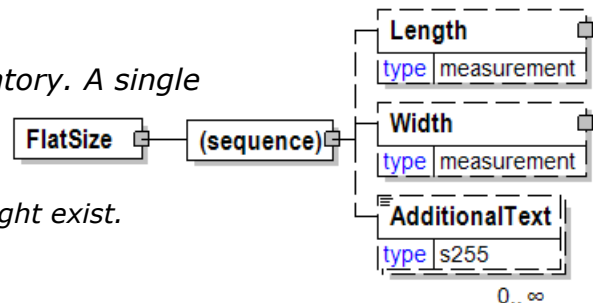 Length
type measurement
tory. A single
Width
FlatSize
(sequence)
type measurement
ght exist.
AdditionalText
type s255
0.. ∞